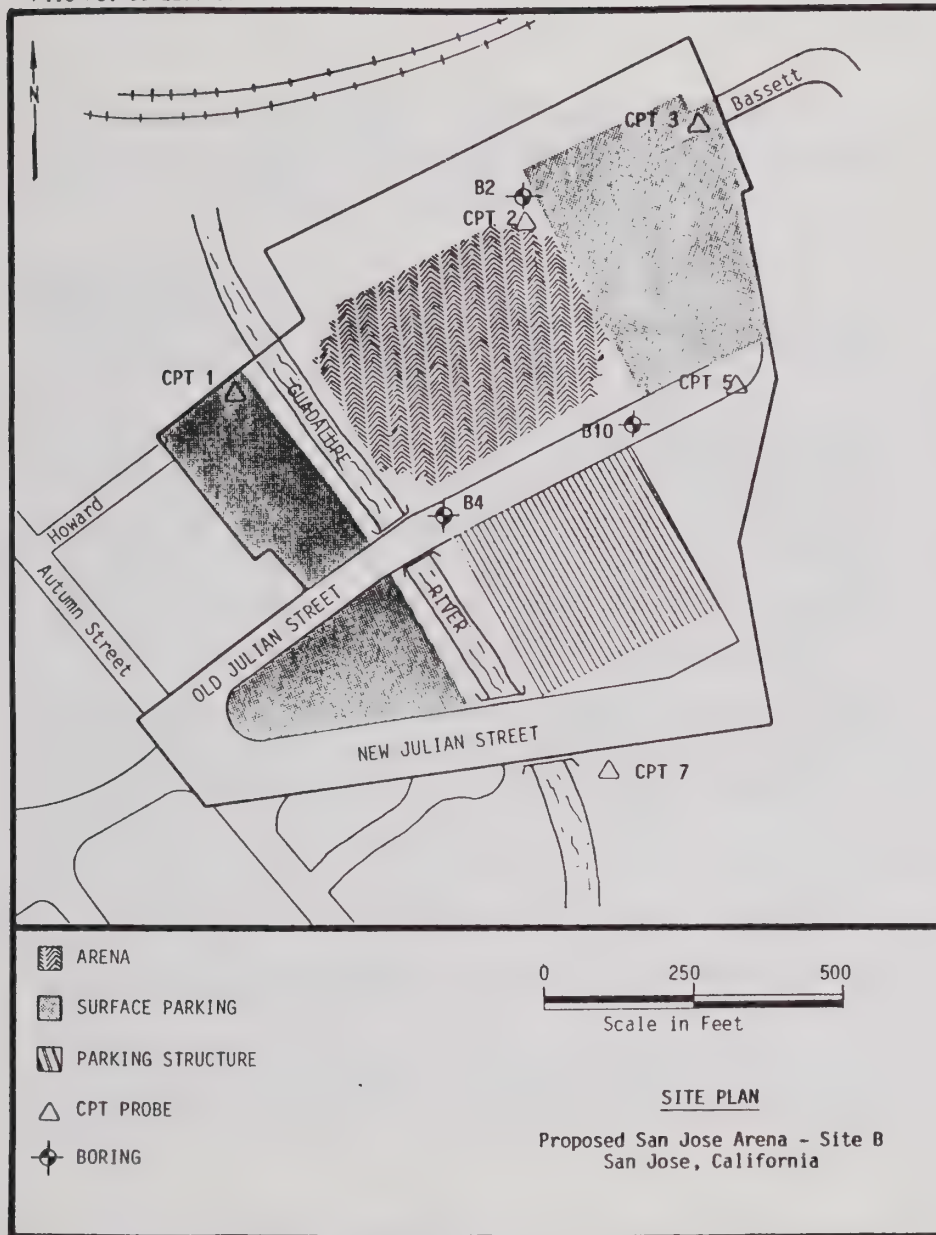 N
Bassett
CPT 3
B2
CPT 2
CPT 1
GUADALUPE
CPT 5
B10
B4
Howard
Autumn Street
OLD JULIAN STREET
RIVER
NEW JULIAN STREET
CPT 7
ARENA
SURFACE PARKING
PARKING STRUCTURE
CPT PROBE
BORING
0 250 500
Scale in Feet
SITE PLAN
Proposed San Jose Arena - Site B
San Jose, California